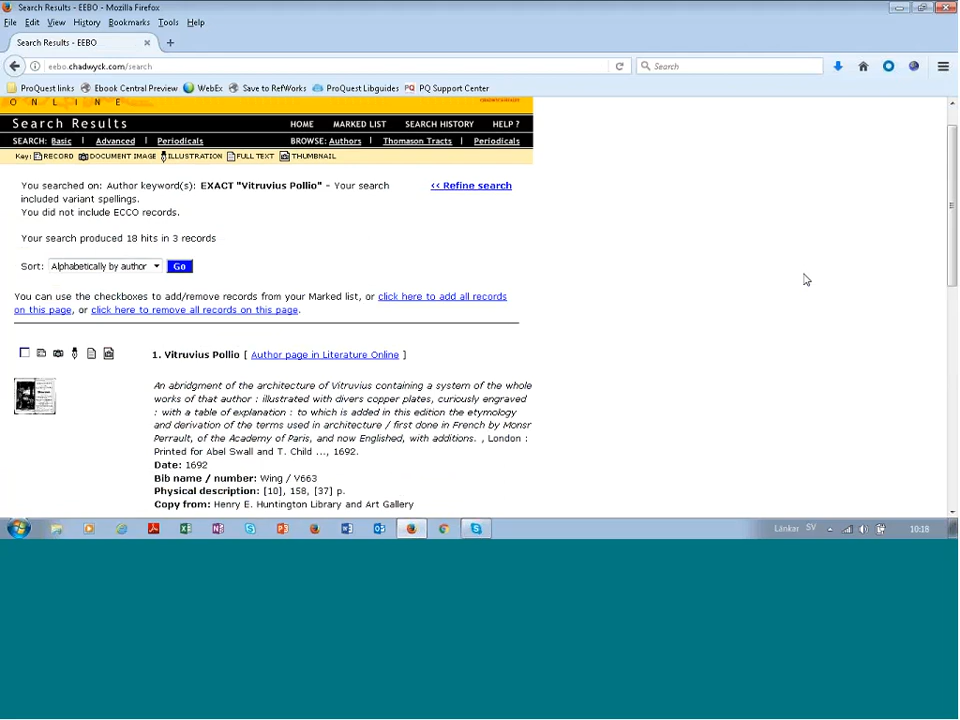 Search Results - EEBO - Mozilla Firefox
File Edit View History Bookmarks Tools Help
Search Results - EEBO
eebo.chadwyck.com/search
Search
ProQuest links Ebook Central Preview WebEx Save to RefWorks ProQuest Libguides PQ Support Center
O N L I N E
Search Results HOME MARKED LIST SEARCH HISTORY HELP ?
SEARCH: Basic | Advanced | Periodicals BROWSE: Authors | Thomason Tracts | Periodicals
Key: RECORD DOCUMENT IMAGE ILLUSTRATION FULL TEXT THUMBNAIL
You searched on: Author keyword(s): EXACT "Vitruvius Pollio" - Your search << Refine search
included variant spellings.
You did not include ECCO records.
Your search produced 18 hits in 3 records
Sort: Alphabetically by author Go
You can use the checkboxes to add/remove records from your Marked list, or click here to add all records
on this page, or click here to remove all records on this page.
1. Vitruvius Pollio [ Author page in Literature Online ]
An abridgment of the architecture of Vitruvius containing a system of the whole
works of that author : illustrated with divers copper plates, curiously engraved
: with a table of explanation : to which is added in this edition the etymology
and derivation of the terms used in architecture / first done in French by Monsr
Perrault, of the Academy of Paris, and now Englished, with additions. , London :
Printed for Abel Swall and T. Child ..., 1692.
Date: 1692
Bib name / number: Wing / V663
Physical description: [10], 158, [37] p.
Copy from: Henry E. Huntington Library and Art Gallery
Länkar SV 10:18